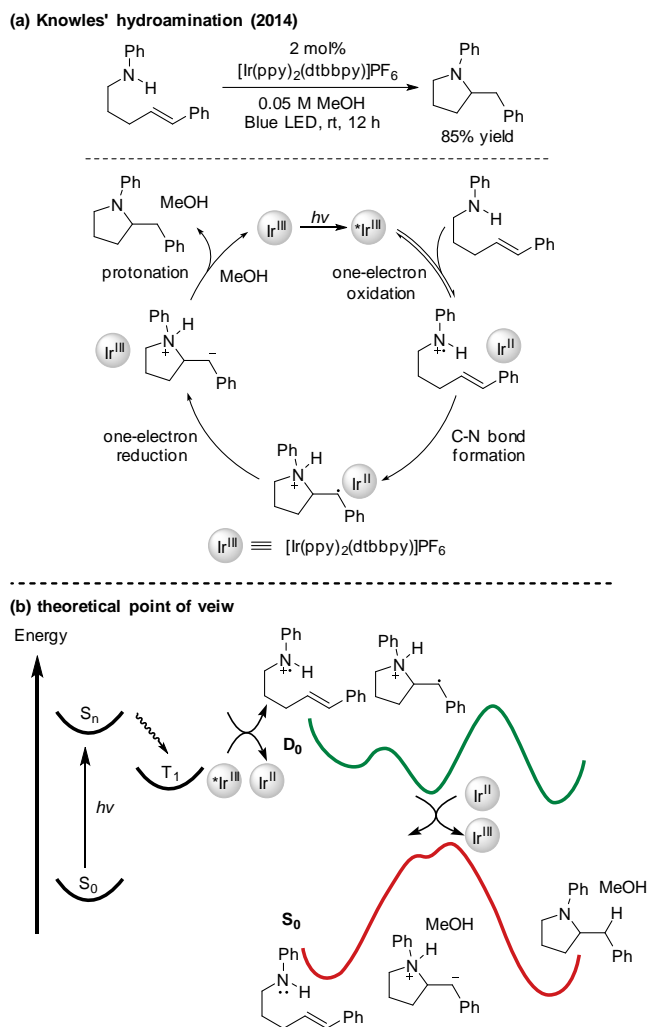 (a) Knowles' hydroamination (2014)
Ph
N
H
Ph
2 mol%
[Ir(ppy)2(dtbbpy)]PF6
0.05 M MeOH
Blue LED, rt, 12 h
Ph
N
Ph
85% yield
Ph
N
Ph
protonation
MeOH
MeOH
IrIII
hv
*IrIII
one-electron
oxidation
Ph
N
H
Ph
IrIII
Ph
H
N
+
−
Ph
Ph
N
+•
H
Ph
IrII
one-electron
reduction
C-N bond
formation
Ph
H
N
+
•
Ph
IrII
IrIII ≡ [Ir(ppy)2(dtbbpy)]PF6
(b) theoretical point of veiw
Energy
Sn
hv
S0
T1
*IrIII
IrII
Ph
N
+•
H
Ph
D0
Ph
H
N
+
•
Ph
IrII
IrIII
S0
Ph
N
••
H
Ph
MeOH
Ph
H
N
+
−
Ph
Ph
MeOH
N
H
Ph